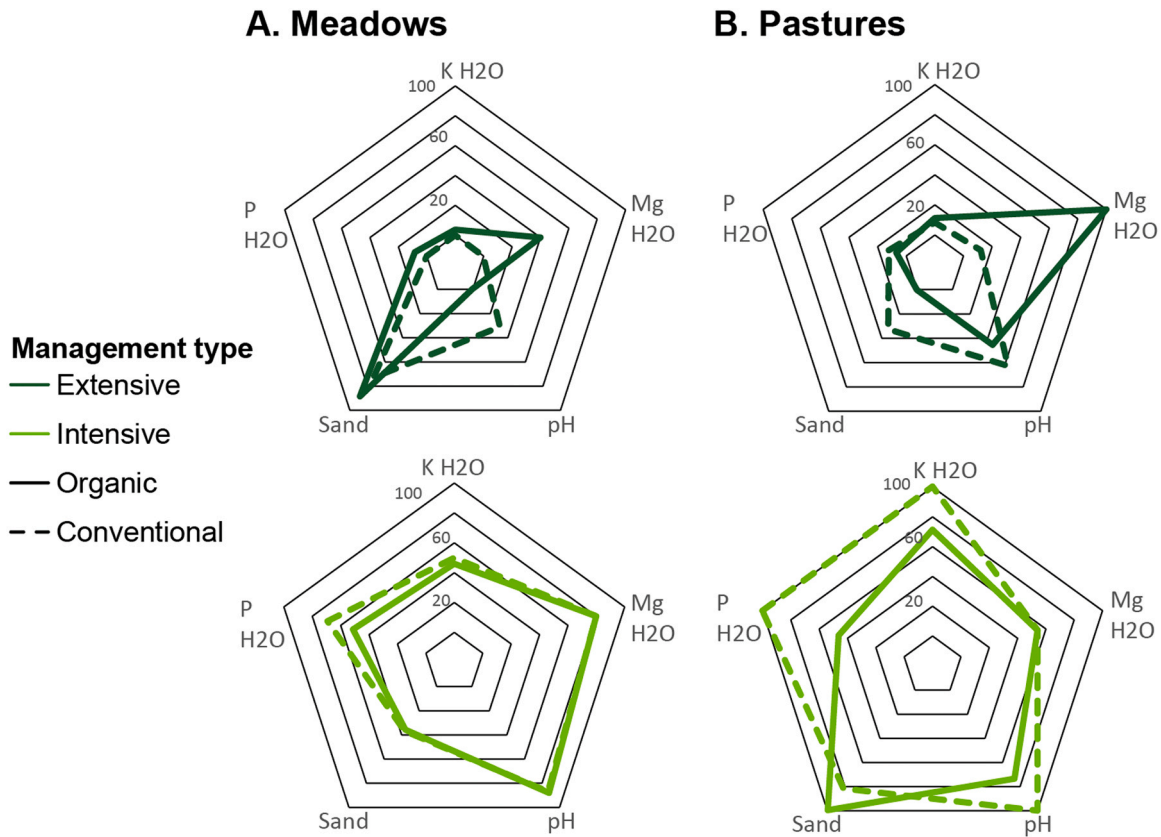 A. Meadows
B. Pastures
K H2O
100
60
20
P
H2O
Mg
H2O
Sand
pH
K H2O
100
60
20
P
H2O
Mg
H2O
Sand
pH
Management type
Extensive
Intensive
Organic
Conventional
K H2O
100
60
20
P
H2O
Mg
H2O
Sand
pH
K H2O
100
60
20
P
H2O
Mg
H2O
Sand
pH